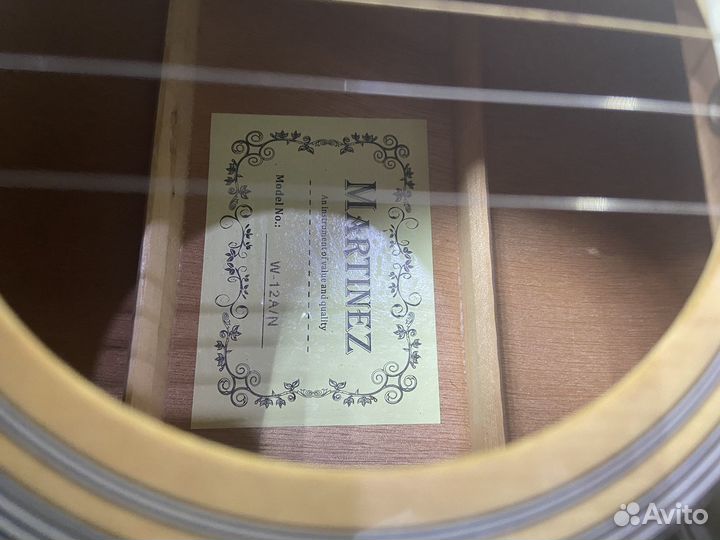 MARTINEZ
An instrument of value and quality
Model No.: W-12A/N
Avito